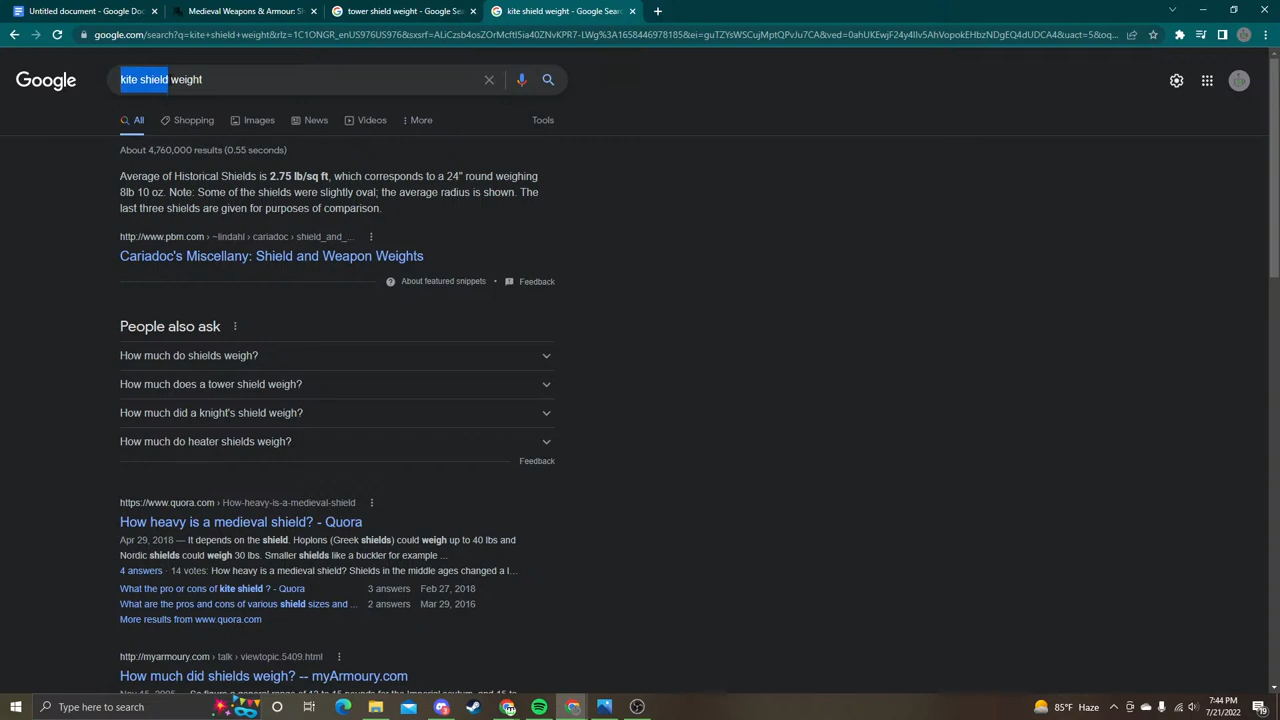 Untitled document - Google Doc
Medieval Weapons & Armour: S
tower shield weight - Google Sea
kite shield weight - Google Search
google.com/search?q=kite+shield+weight&rlz=1C1ONGR_enUS976US976&
Google
kite shield weight
All
Shopping
Images
News
Videos
More
Tools
About 4,760,000 results (0.55 seconds)
Average of Historical Shields is 2.75 lb/sq ft, which corresponds to a 24" round weighing
8lb 10 oz. Note: Some of the shields were slightly oval; the average radius is shown. The
last three shields are given for purposes of comparison.
http://www.pbm.com › ~lindahl › cariadoc › shield_and_...
Cariadoc's Miscellany: Shield and Weapon Weights
About featured snippets • Feedback
People also ask
How much do shields weigh?
How much does a tower shield weigh?
How much did a knight's shield weigh?
How much do heater shields weigh?
Feedback
https://www.quora.com › How-heavy-is-a-medieval-shield
How heavy is a medieval shield? - Quora
Apr 29, 2018 — It depends on the shield. Hoplons (Greek shields) could weigh up to 40 lbs and
Nordic shields could weigh 30 lbs. Smaller shields like a buckler for example ...
4 answers · 14 votes: How heavy is a medieval shield? Shields in the middle ages changed a l...
What the pro or cons of kite shield ? - Quora 3 answers Feb 27, 2018
What are the pros and cons of various shield sizes and ... 2 answers Mar 29, 2016
More results from www.quora.com
http://myarmoury.com › talk › viewtopic.5409.html
How much did shields weigh? -- myArmoury.com
Type here to search
85°F Haze
7:44 PM
7/21/2022